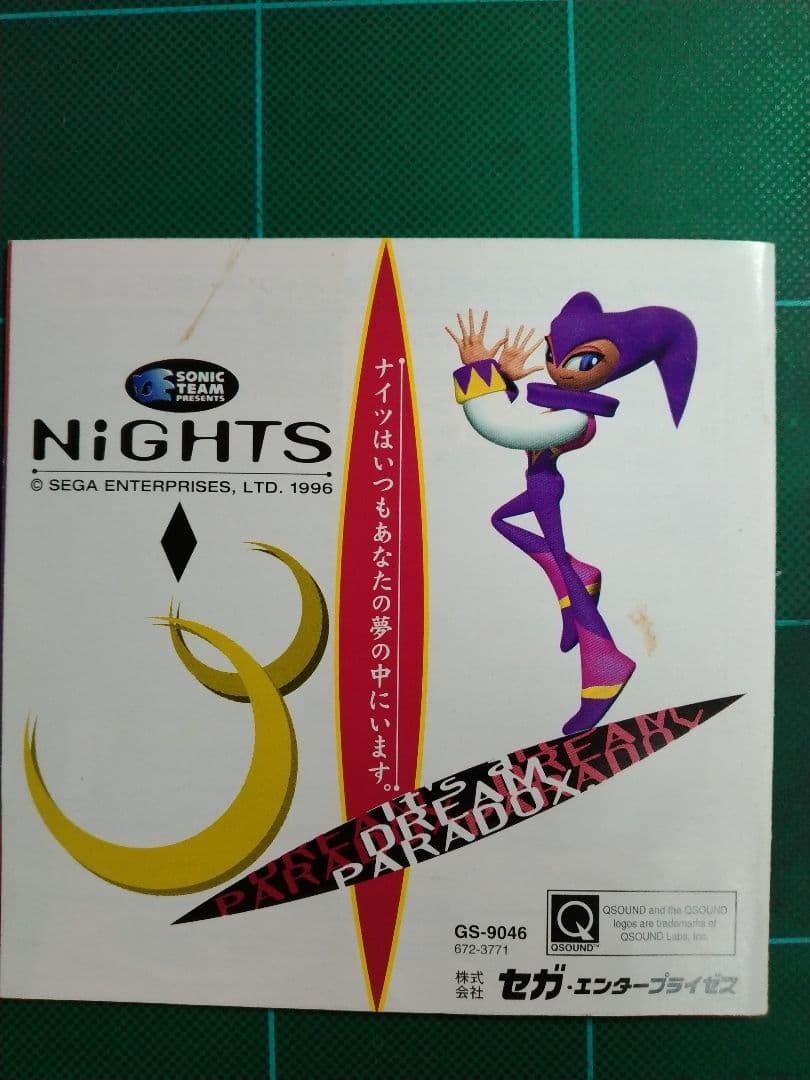 SONIC
TEAM
PRESENTS
NiGHTS
© SEGA ENTERPRISES, LTD. 1996
ナイツはいつもあなたの夢の中にいます。
iT'S a
DREAM
PARADOX.
GS-9046
672-3771
Q
QSOUND™
QSOUND and the QSOUND
logos are trademarks of
QSOUND Labs, Inc.
株式
会社
セガ・エンタープライゼス